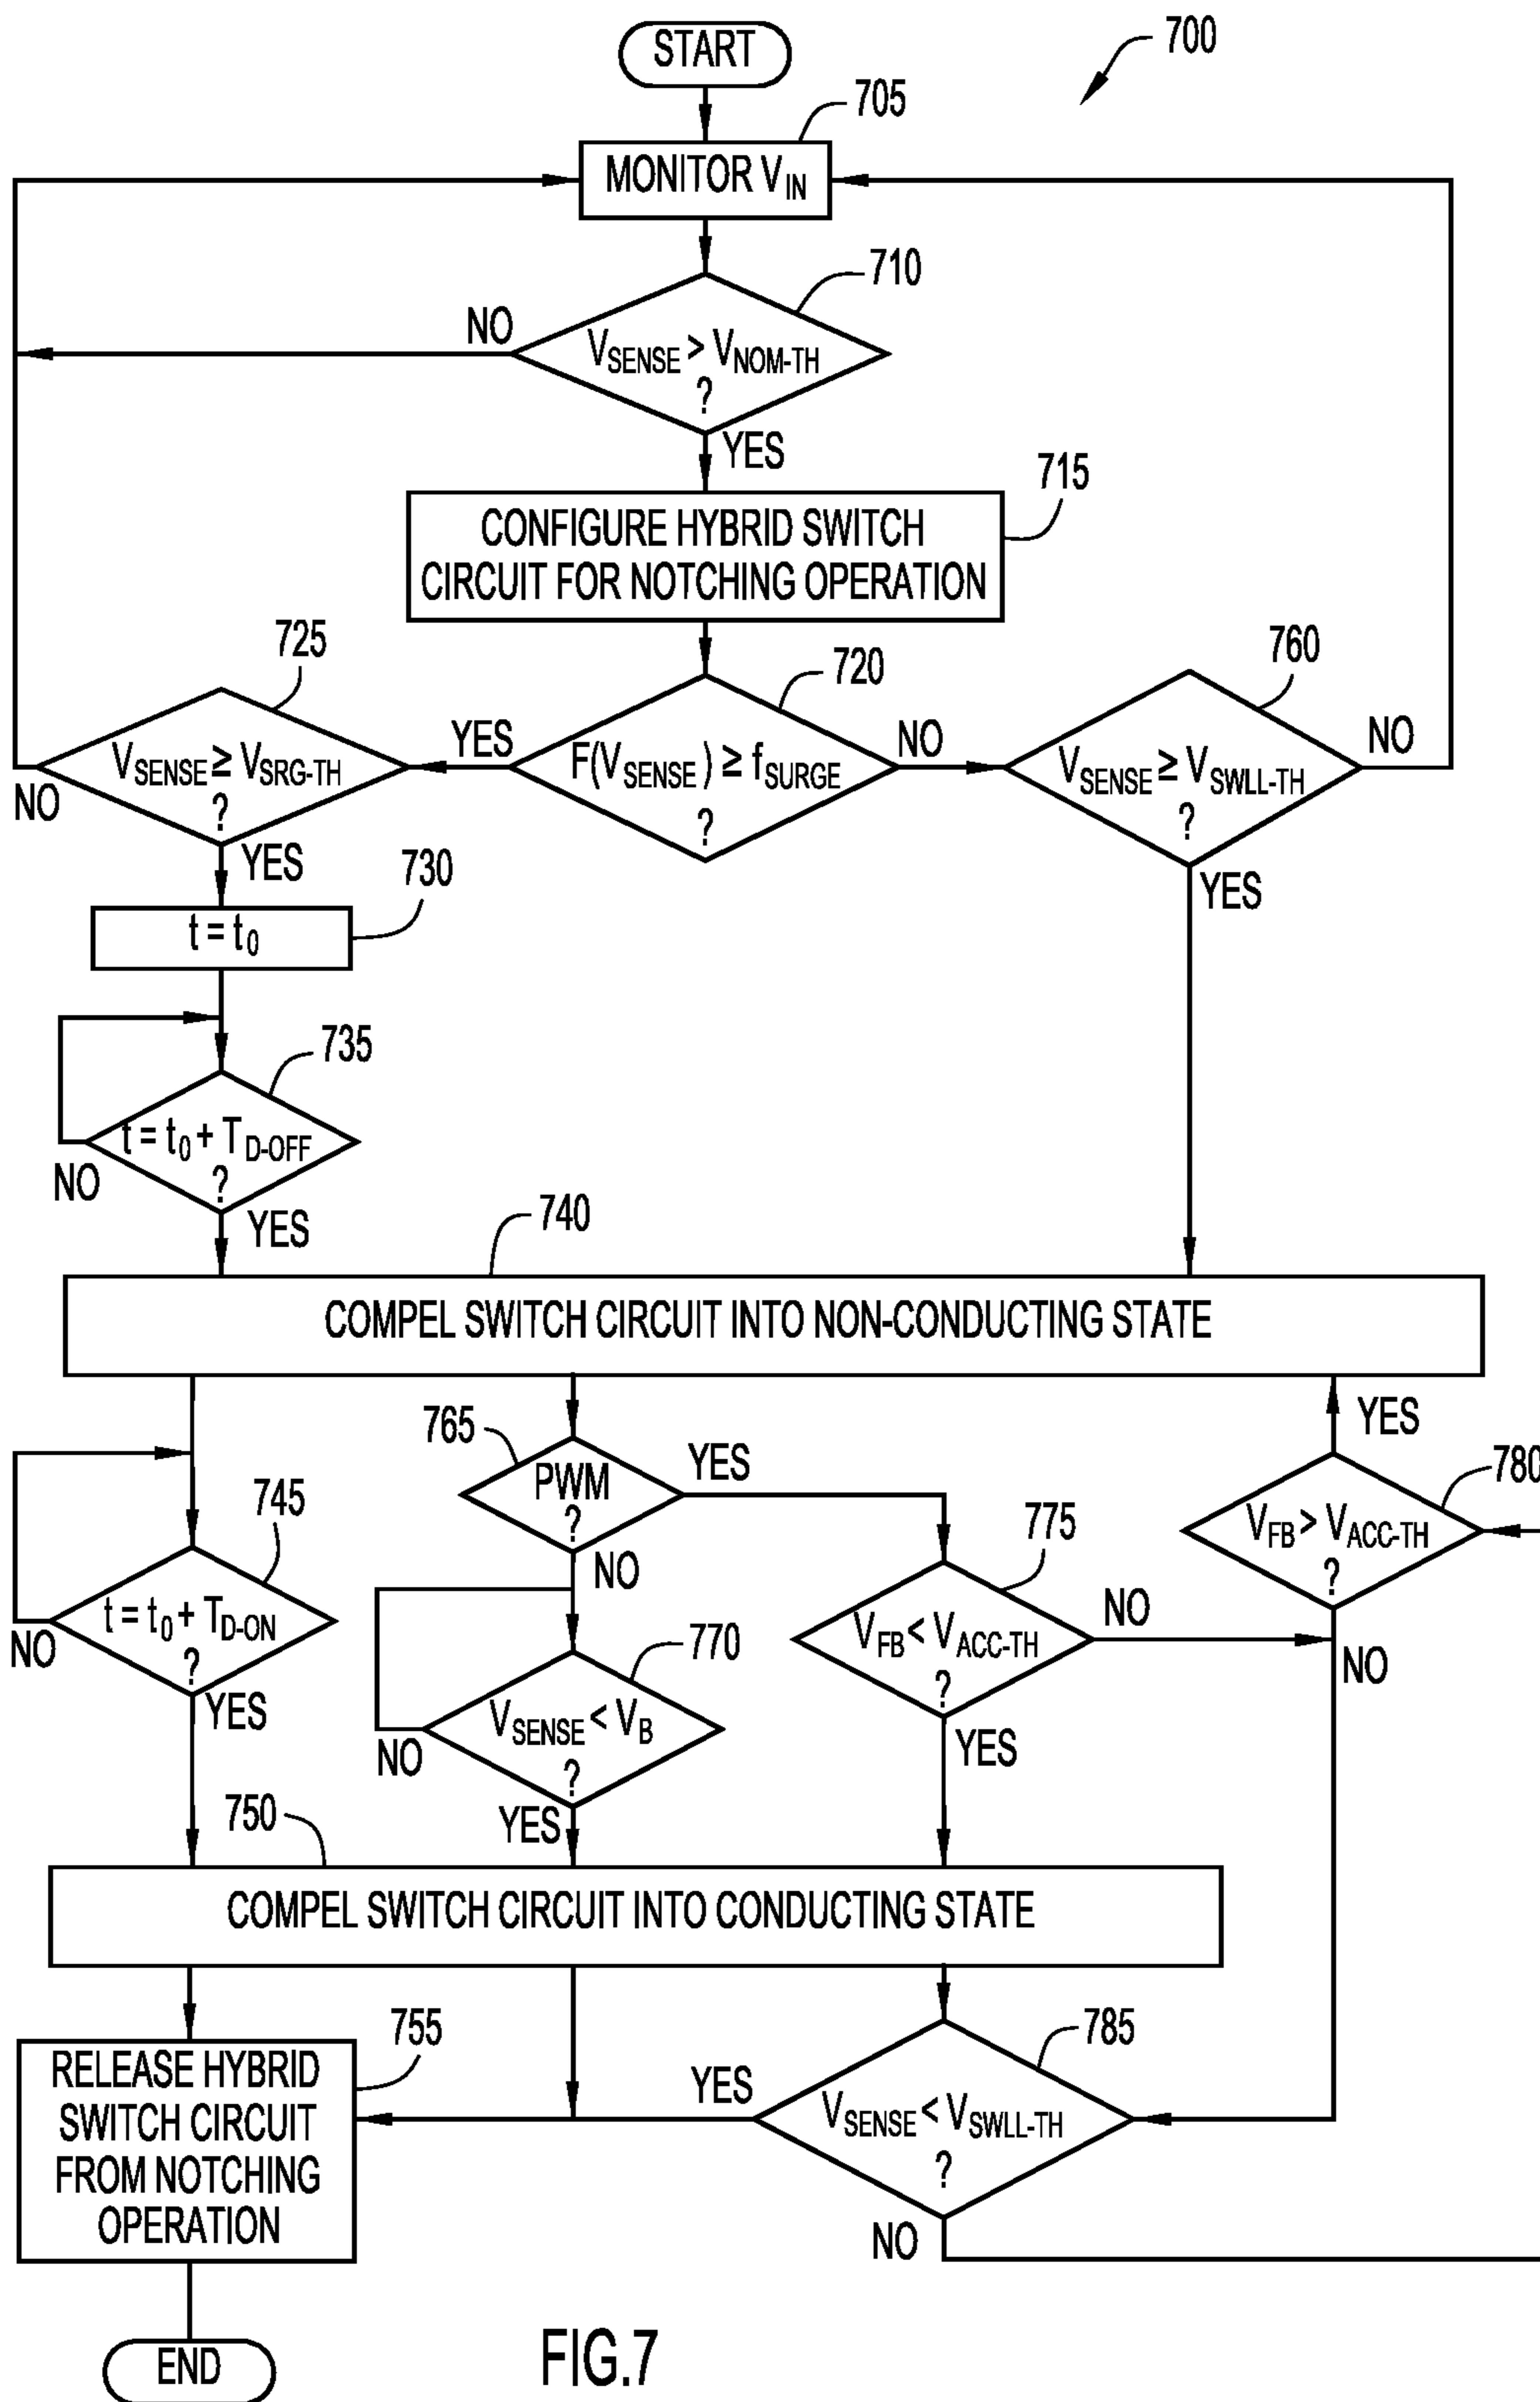 START
700
705
MONITOR V_IN
710
NO
V_SENSE > V_NOM-TH
?
YES
715
CONFIGURE HYBRID SWITCH
CIRCUIT FOR NOTCHING OPERATION
725
720
760
V_SENSE ≥ V_SRG-TH
?
NO
YES
YES
F(V_SENSE) ≥ f_SURGE
?
NO
V_SENSE ≥ V_SWLL-TH
?
NO
YES
730
t = t_0
735
t = t_0 + T_D-OFF
?
NO
YES
740
COMPEL SWITCH CIRCUIT INTO NON-CONDUCTING STATE
765
PWM
?
YES
NO
YES
780
V_FB > V_ACC-TH
?
NO
745
t = t_0 + T_D-ON
?
NO
YES
775
V_FB < V_ACC-TH
?
NO
YES
770
V_SENSE < V_B
?
NO
YES
750
COMPEL SWITCH CIRCUIT INTO CONDUCTING STATE
755
RELEASE HYBRID
SWITCH CIRCUIT
FROM NOTCHING
OPERATION
YES
785
V_SENSE < V_SWLL-TH
?
NO
END
FIG.7